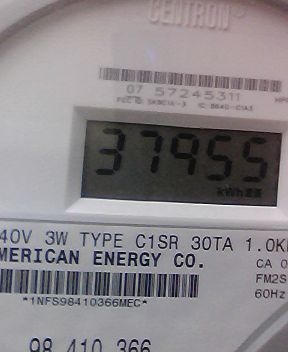 CENTRON
07 57245311
37955
kWh
40V 3W TYPE C1SR 30TA 1.0K
MERICAN ENERGY CO.
CA 0
FM2S
60Hz
*1NFS98410366MEC*
98 410 366